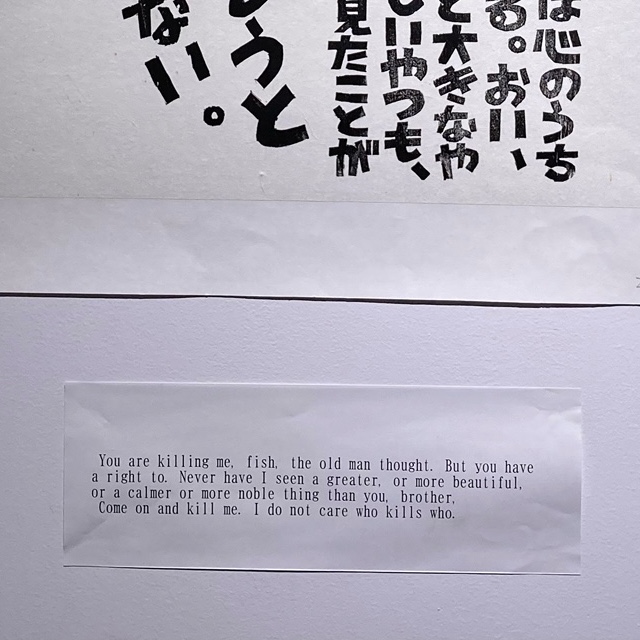 は心のうち
る。おい、
と大きなや
しいやつも、
見たことが
うと
ない。
You are killing me, fish, the old man thought. But you have
a right to. Never have I seen a greater, or more beautiful,
or a calmer or more noble thing than you, brother,
Come on and kill me. I do not care who kills who.